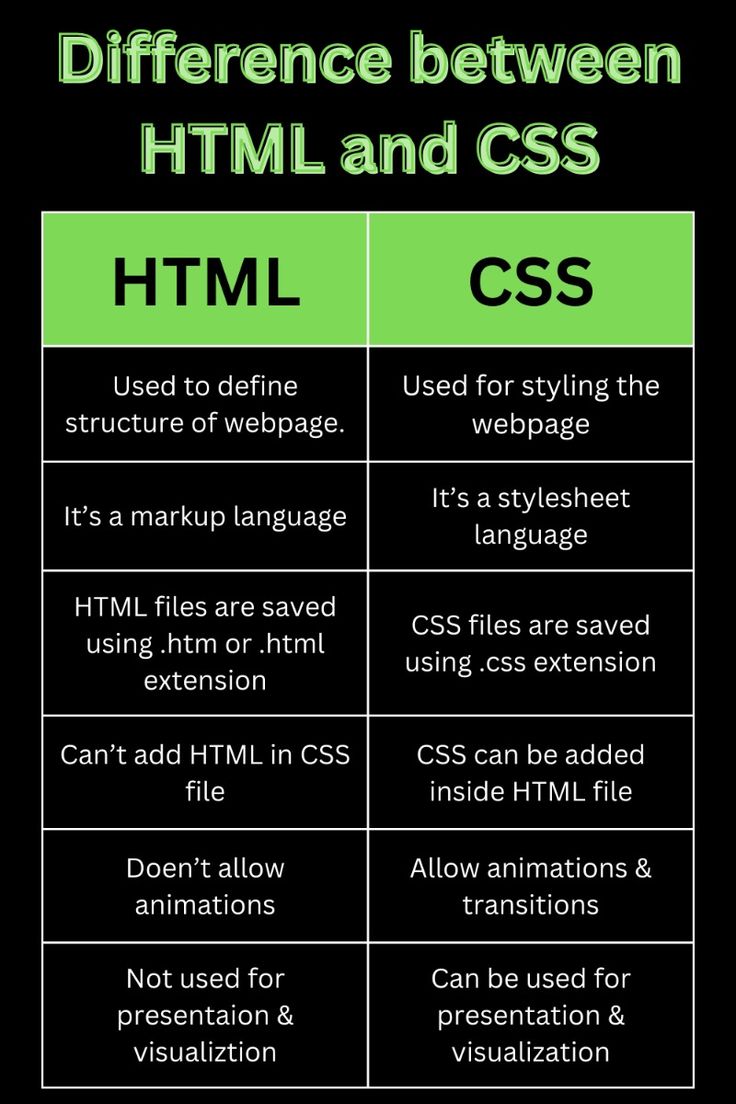 Difference between
HTML and CSS
HTML
CSS
Used to define
structure of webpage.
Used for styling the
webpage
It’s a markup language
It’s a stylesheet
language
HTML files are saved
using .htm or .html
extension
CSS files are saved
using .css extension
Can’t add HTML in CSS
file
CSS can be added
inside HTML file
Doen’t allow
animations
Allow animations &
transitions
Not used for
presentaion &
visualiztion
Can be used for
presentation &
visualization